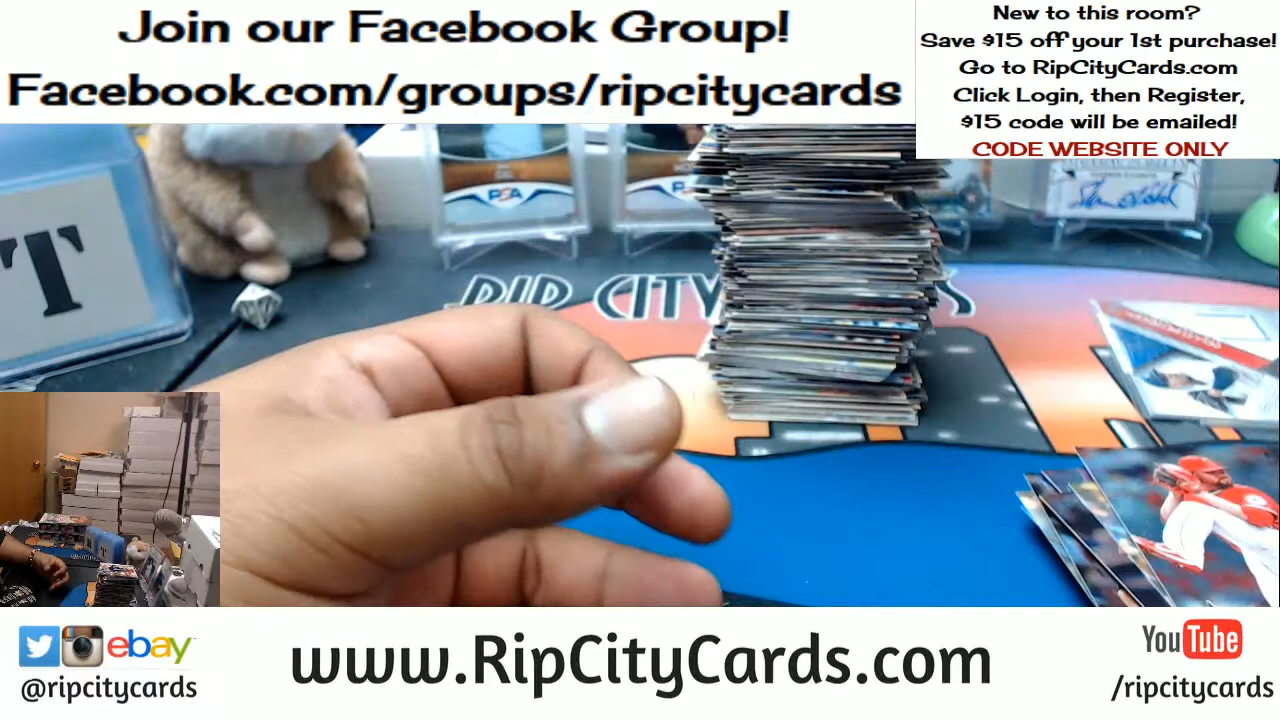 Join our Facebook Group!
Facebook.com/groups/ripcitycards
New to this room?
Save $15 off your 1st purchase!
Go to RipCityCards.com
Click Login, then Register,
$15 code will be emailed!
CODE WEBSITE ONLY
PSA
T
RIP CITY
ebay
@ripcitycards
www.RipCityCards.com
YouTube
/ripcitycards